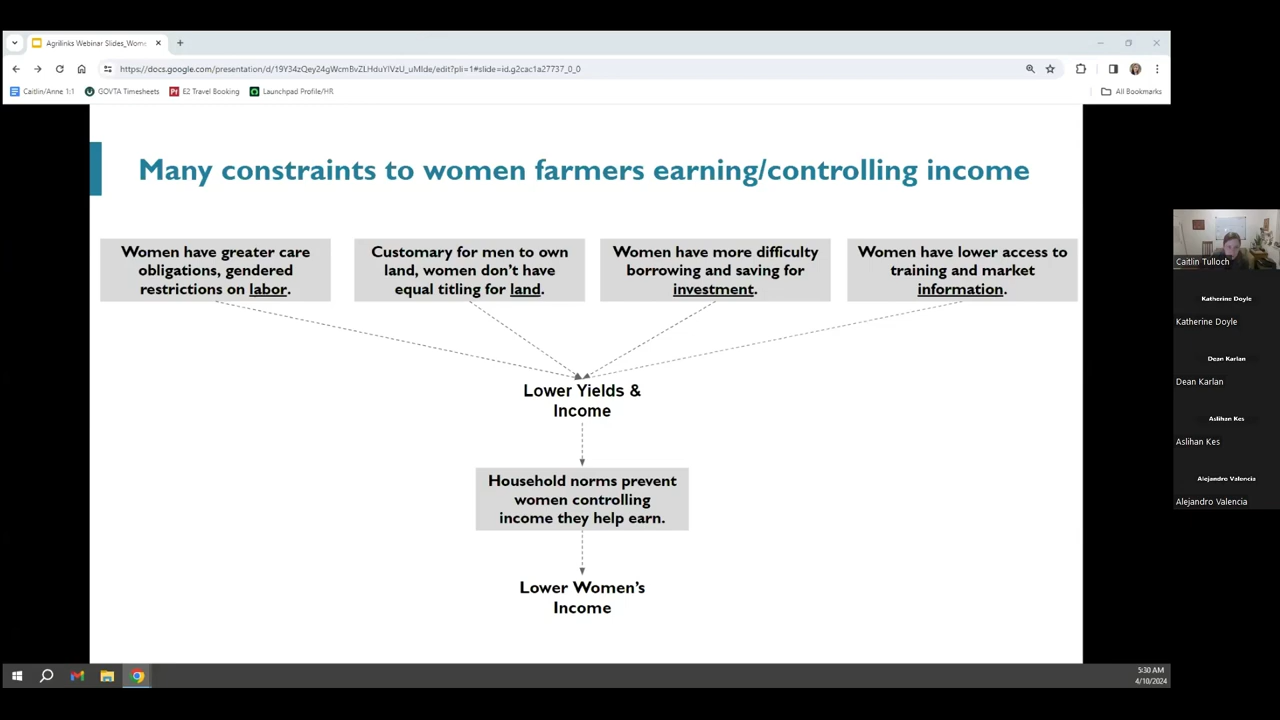 Agrilinks Webinar Slides_Wome
https://docs.google.com/presentation/d/19Y34zQey24gWcmBvZLHduYlVzU_uMlde/edit?pli=1#slide=id.g2cac1a27737_0_0
Caitlin/Anne 1:1
GOVTA Timesheets
E2 Travel Booking
Launchpad Profile/HR
All Bookmarks
Many constraints to women farmers earning/controlling income
Women have greater care
obligations, gendered
restrictions on labor.
Customary for men to own
land, women don't have
equal titling for land.
Women have more difficulty
borrowing and saving for
investment.
Women have lower access to
training and market
information.
Lower Yields &
Income
Household norms prevent
women controlling
income they help earn.
Lower Women's
Income
Caitlin Tulloch
Katherine Doyle
Katherine Doyle
Dean Karlan
Dean Karlan
Aslihan Kes
Aslihan Kes
Alejandro Valencia
Alejandro Valencia
5:30 AM
4/10/2024